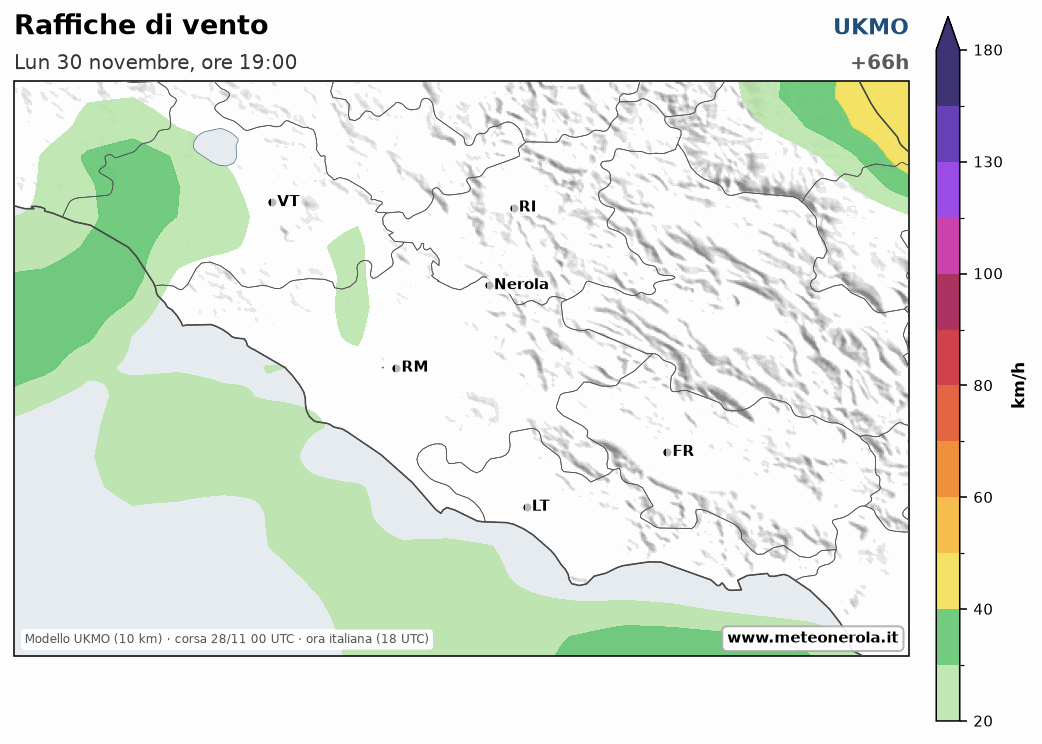 Raffiche di vento
UKMO
Lun 30 novembre, ore 19:00
+66h
180
130
100
80
60
40
20
km/h
VT
RI
Nerola
RM
FR
LT
Modello UKMO (10 km) · corsa 28/11 00 UTC · ora italiana (18 UTC)
www.meteonerola.it